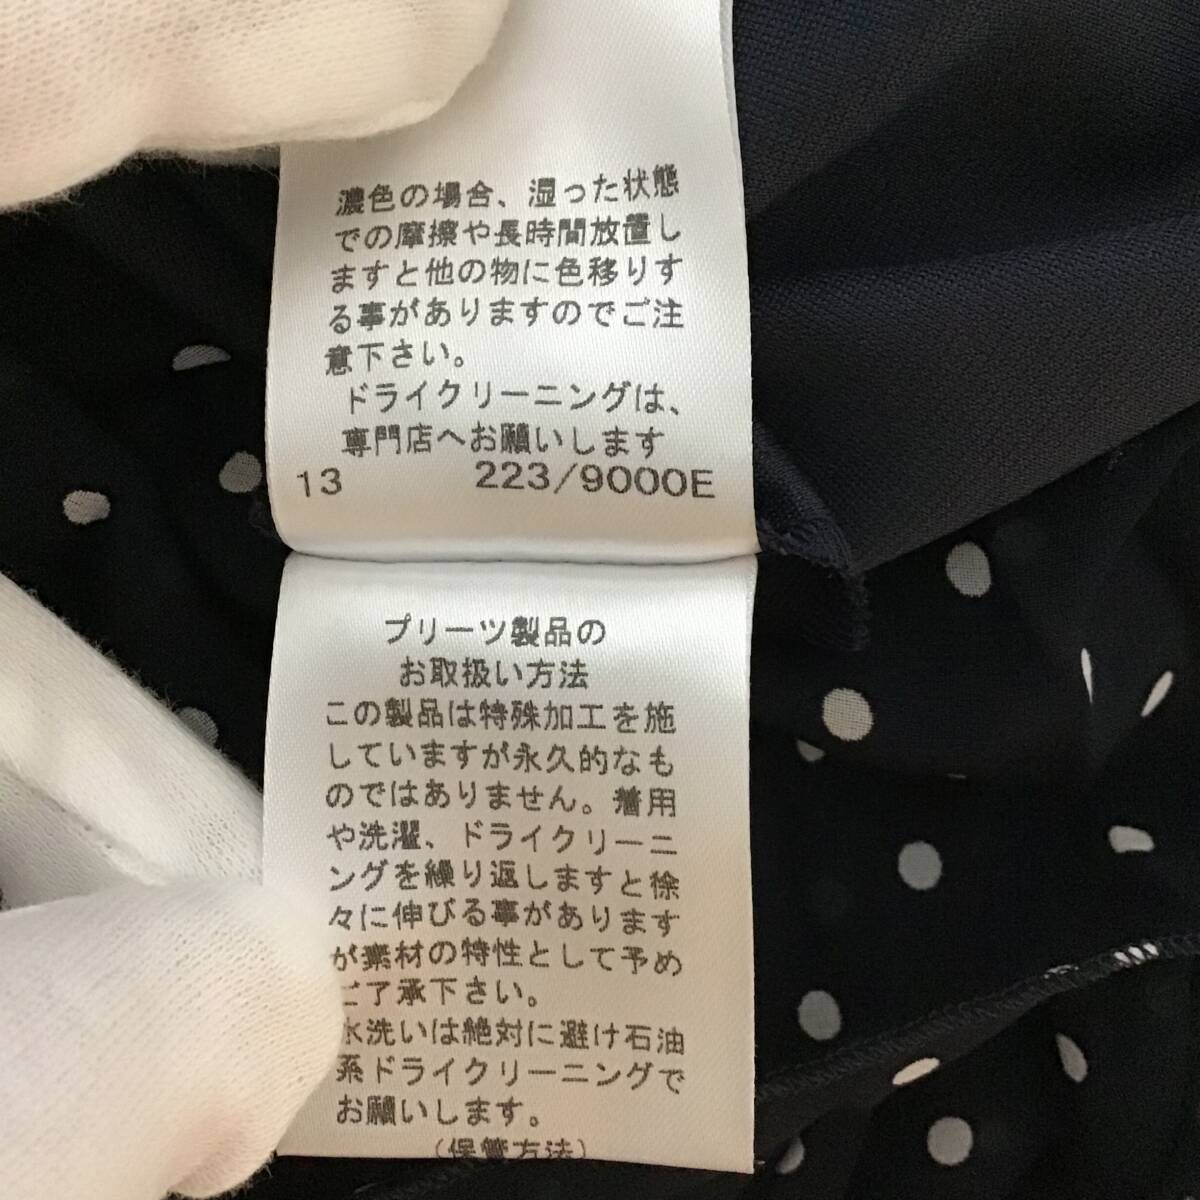 濃色の場合、湿った状態
での摩擦や長時間放置し
ますと他の物に色移りす
る事がありますのでご注
意下さい。
ドライクリーニングは、
専門店へお願いします
13 223/9000E
プリーツ製品の
お取扱い方法
この製品は特殊加工を施
していますが永久的なも
のではありません。着用
や洗濯、ドライクリーニ
ングを繰り返しますと徐
々に伸びる事があります
が素材の特性として予め
ご了承下さい。
水洗いは絶対に避け石油
系ドライクリーニングで
お願いします。
(保管方法)